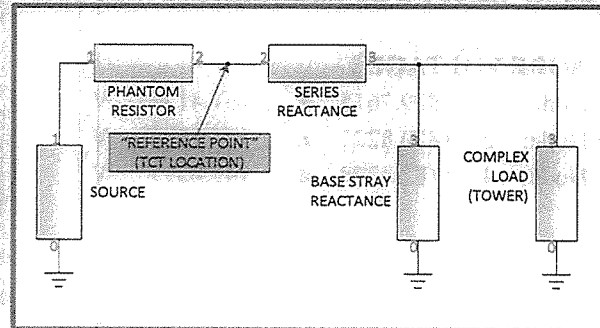 1
2
2
3
PHANTOM
RESISTOR
SERIES
REACTANCE
"REFERENCE POINT"
(TCT LOCATION)
1
SOURCE
0
3
BASE STRAY
REACTANCE
0
3
COMPLEX
LOAD
(TOWER)
0